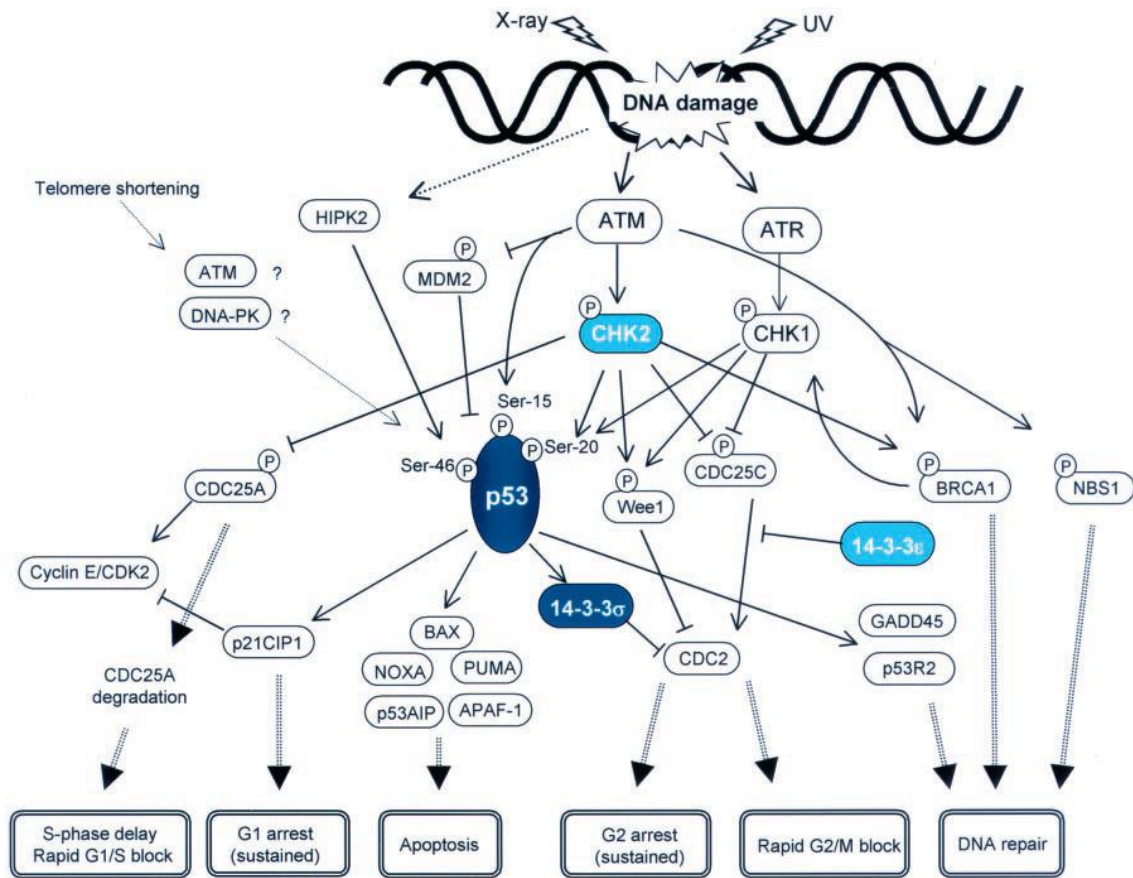 X-ray
UV
DNA damage
Telomere shortening
HIPK2
ATM
ATR
P
MDM2
ATM ?
DNA-PK ?
P
CHK2
P
CHK1
Ser-15
P
P
Ser-20
Ser-46
P
p53
P
CDC25A
P
Wee1
P
CDC25C
P
BRCA1
P
NBS1
14-3-3ε
Cyclin E/CDK2
14-3-3σ
p21CIP1
BAX
NOXA
PUMA
p53AIP
APAF-1
CDC2
GADD45
p53R2
CDC25A
degradation
S-phase delay
Rapid G1/S block
G1 arrest
(sustained)
Apoptosis
G2 arrest
(sustained)
Rapid G2/M block
DNA repair